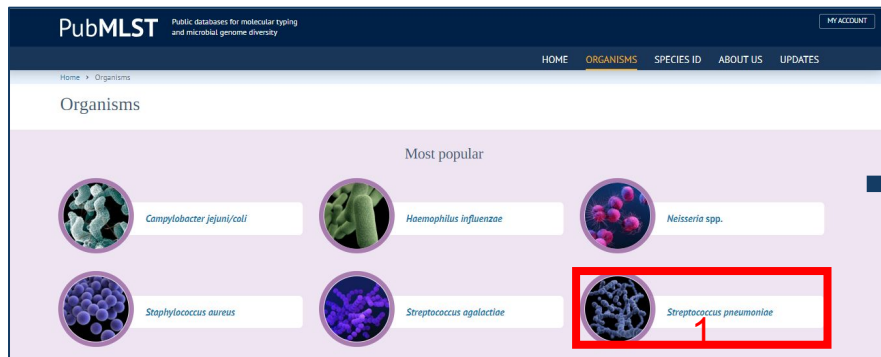 PubMLST
Public databases for molecular typing
and microbial genome diversity
MY ACCOUNT
HOME ORGANISMS SPECIES ID ABOUT US UPDATES
Home › Organisms
Organisms
Most popular
Campylobacter jejuni/coli
Haemophilus influenzae
Neisseria spp.
Staphylococcus aureus
Streptococcus agalactiae
Streptococcus pneumoniae
1